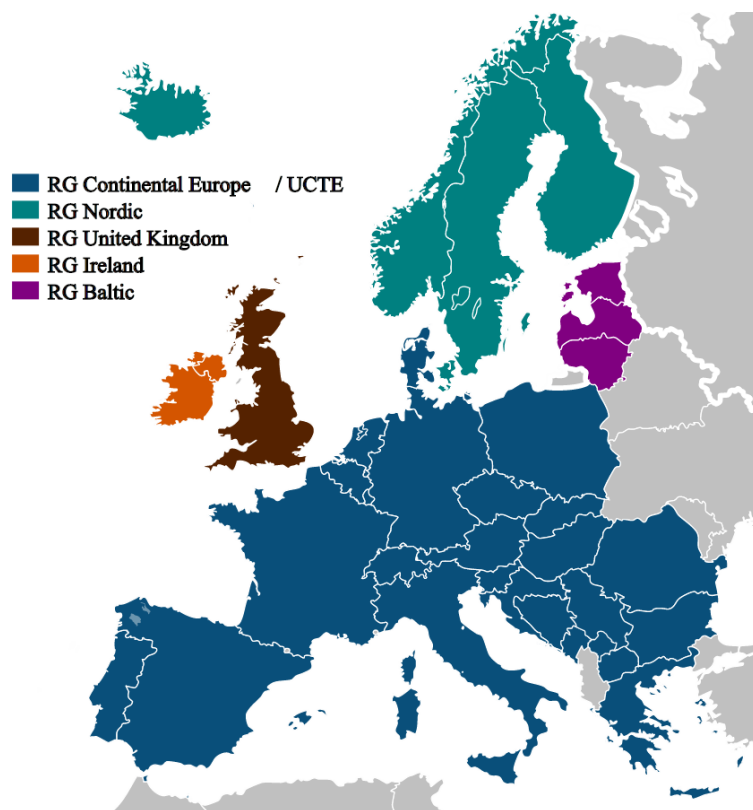 RG Continental Europe / UCTE
RG Nordic
RG United Kingdom
RG Ireland
RG Baltic